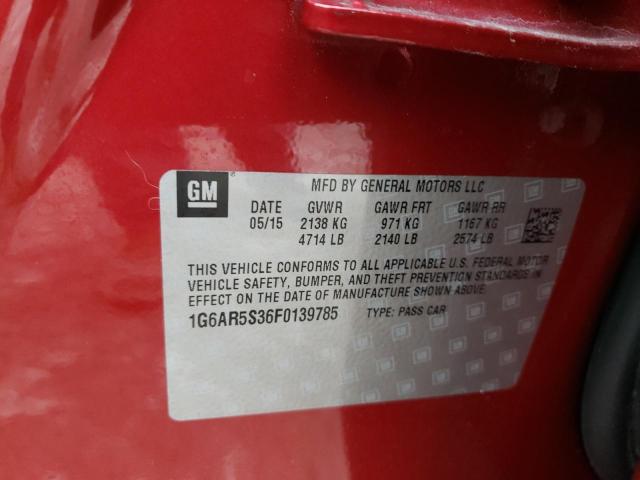 GM
MFD BY GENERAL MOTORS LLC
DATE GVWR GAWR FRT GAWR RR
05/15 2138 KG 971 KG 1167 KG
4714 LB 2140 LB 2574 LB
THIS VEHICLE CONFORMS TO ALL APPLICABLE U.S. FEDERAL MOTOR
VEHICLE SAFETY, BUMPER, AND THEFT PREVENTION STANDARDS IN
EFFECT ON THE DATE OF MANUFACTURE SHOWN ABOVE.
1G6AR5S36F0139785 TYPE: PASS CAR